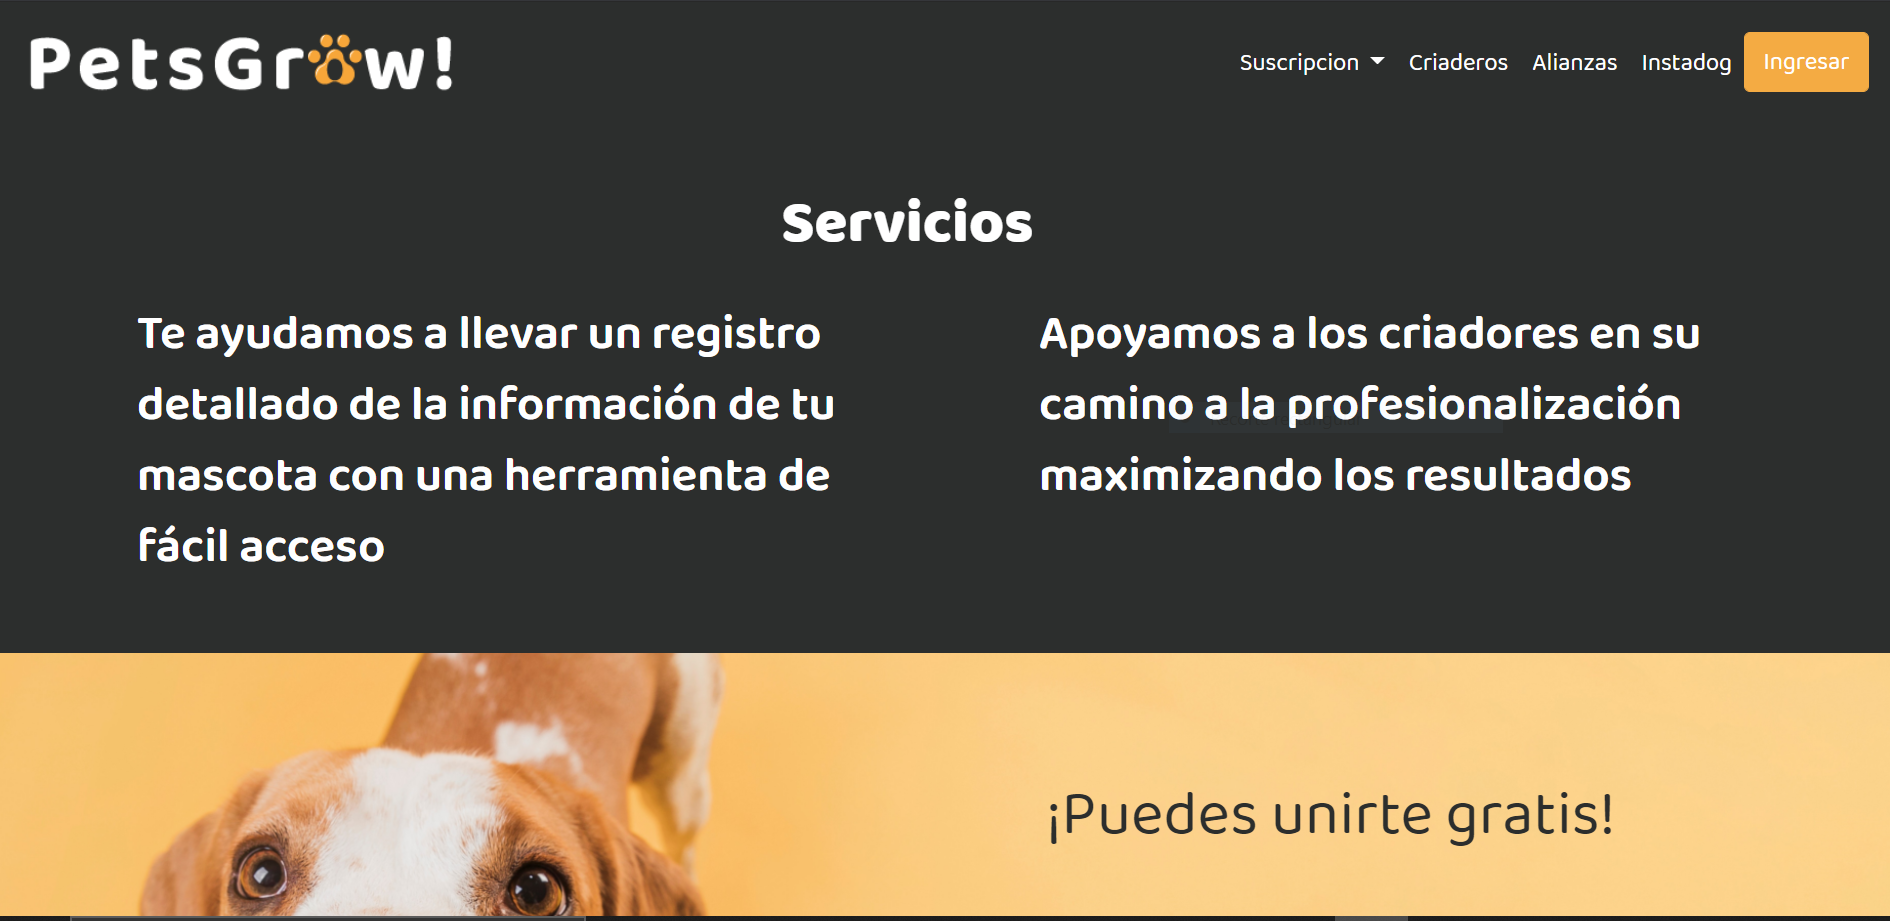 PetsGrow!
Suscripcion Criaderos Alianzas Instadog Ingresar
Servicios
Te ayudamos a llevar un registro
detallado de la información de tu
mascota con una herramienta de
fácil acceso
Apoyamos a los criadores en su
camino a la profesionalización
maximizando los resultados
¡Puedes unirte gratis!